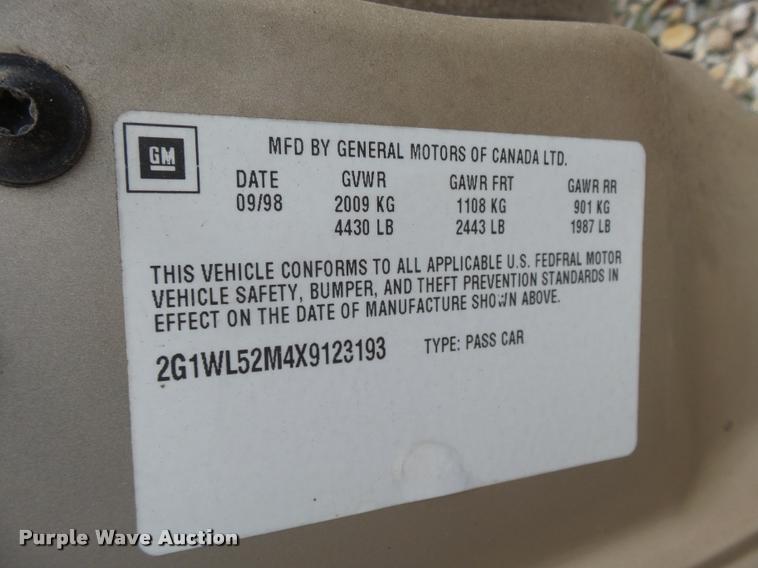 GM
MFD BY GENERAL MOTORS OF CANADA LTD.
DATE GVWR GAWR FRT GAWR RR
09/98 2009 KG 1108 KG 901 KG
4430 LB 2443 LB 1987 LB
THIS VEHICLE CONFORMS TO ALL APPLICABLE U.S. FEDFRAL MOTOR
VEHICLE SAFETY, BUMPER, AND THEFT PREVENTION STANDARDS IN
EFFECT ON THE DATE OF MANUFACTURE SHOWN ABOVE.
2G1WL52M4X9123193 TYPE: PASS CAR
Purple Wave Auction